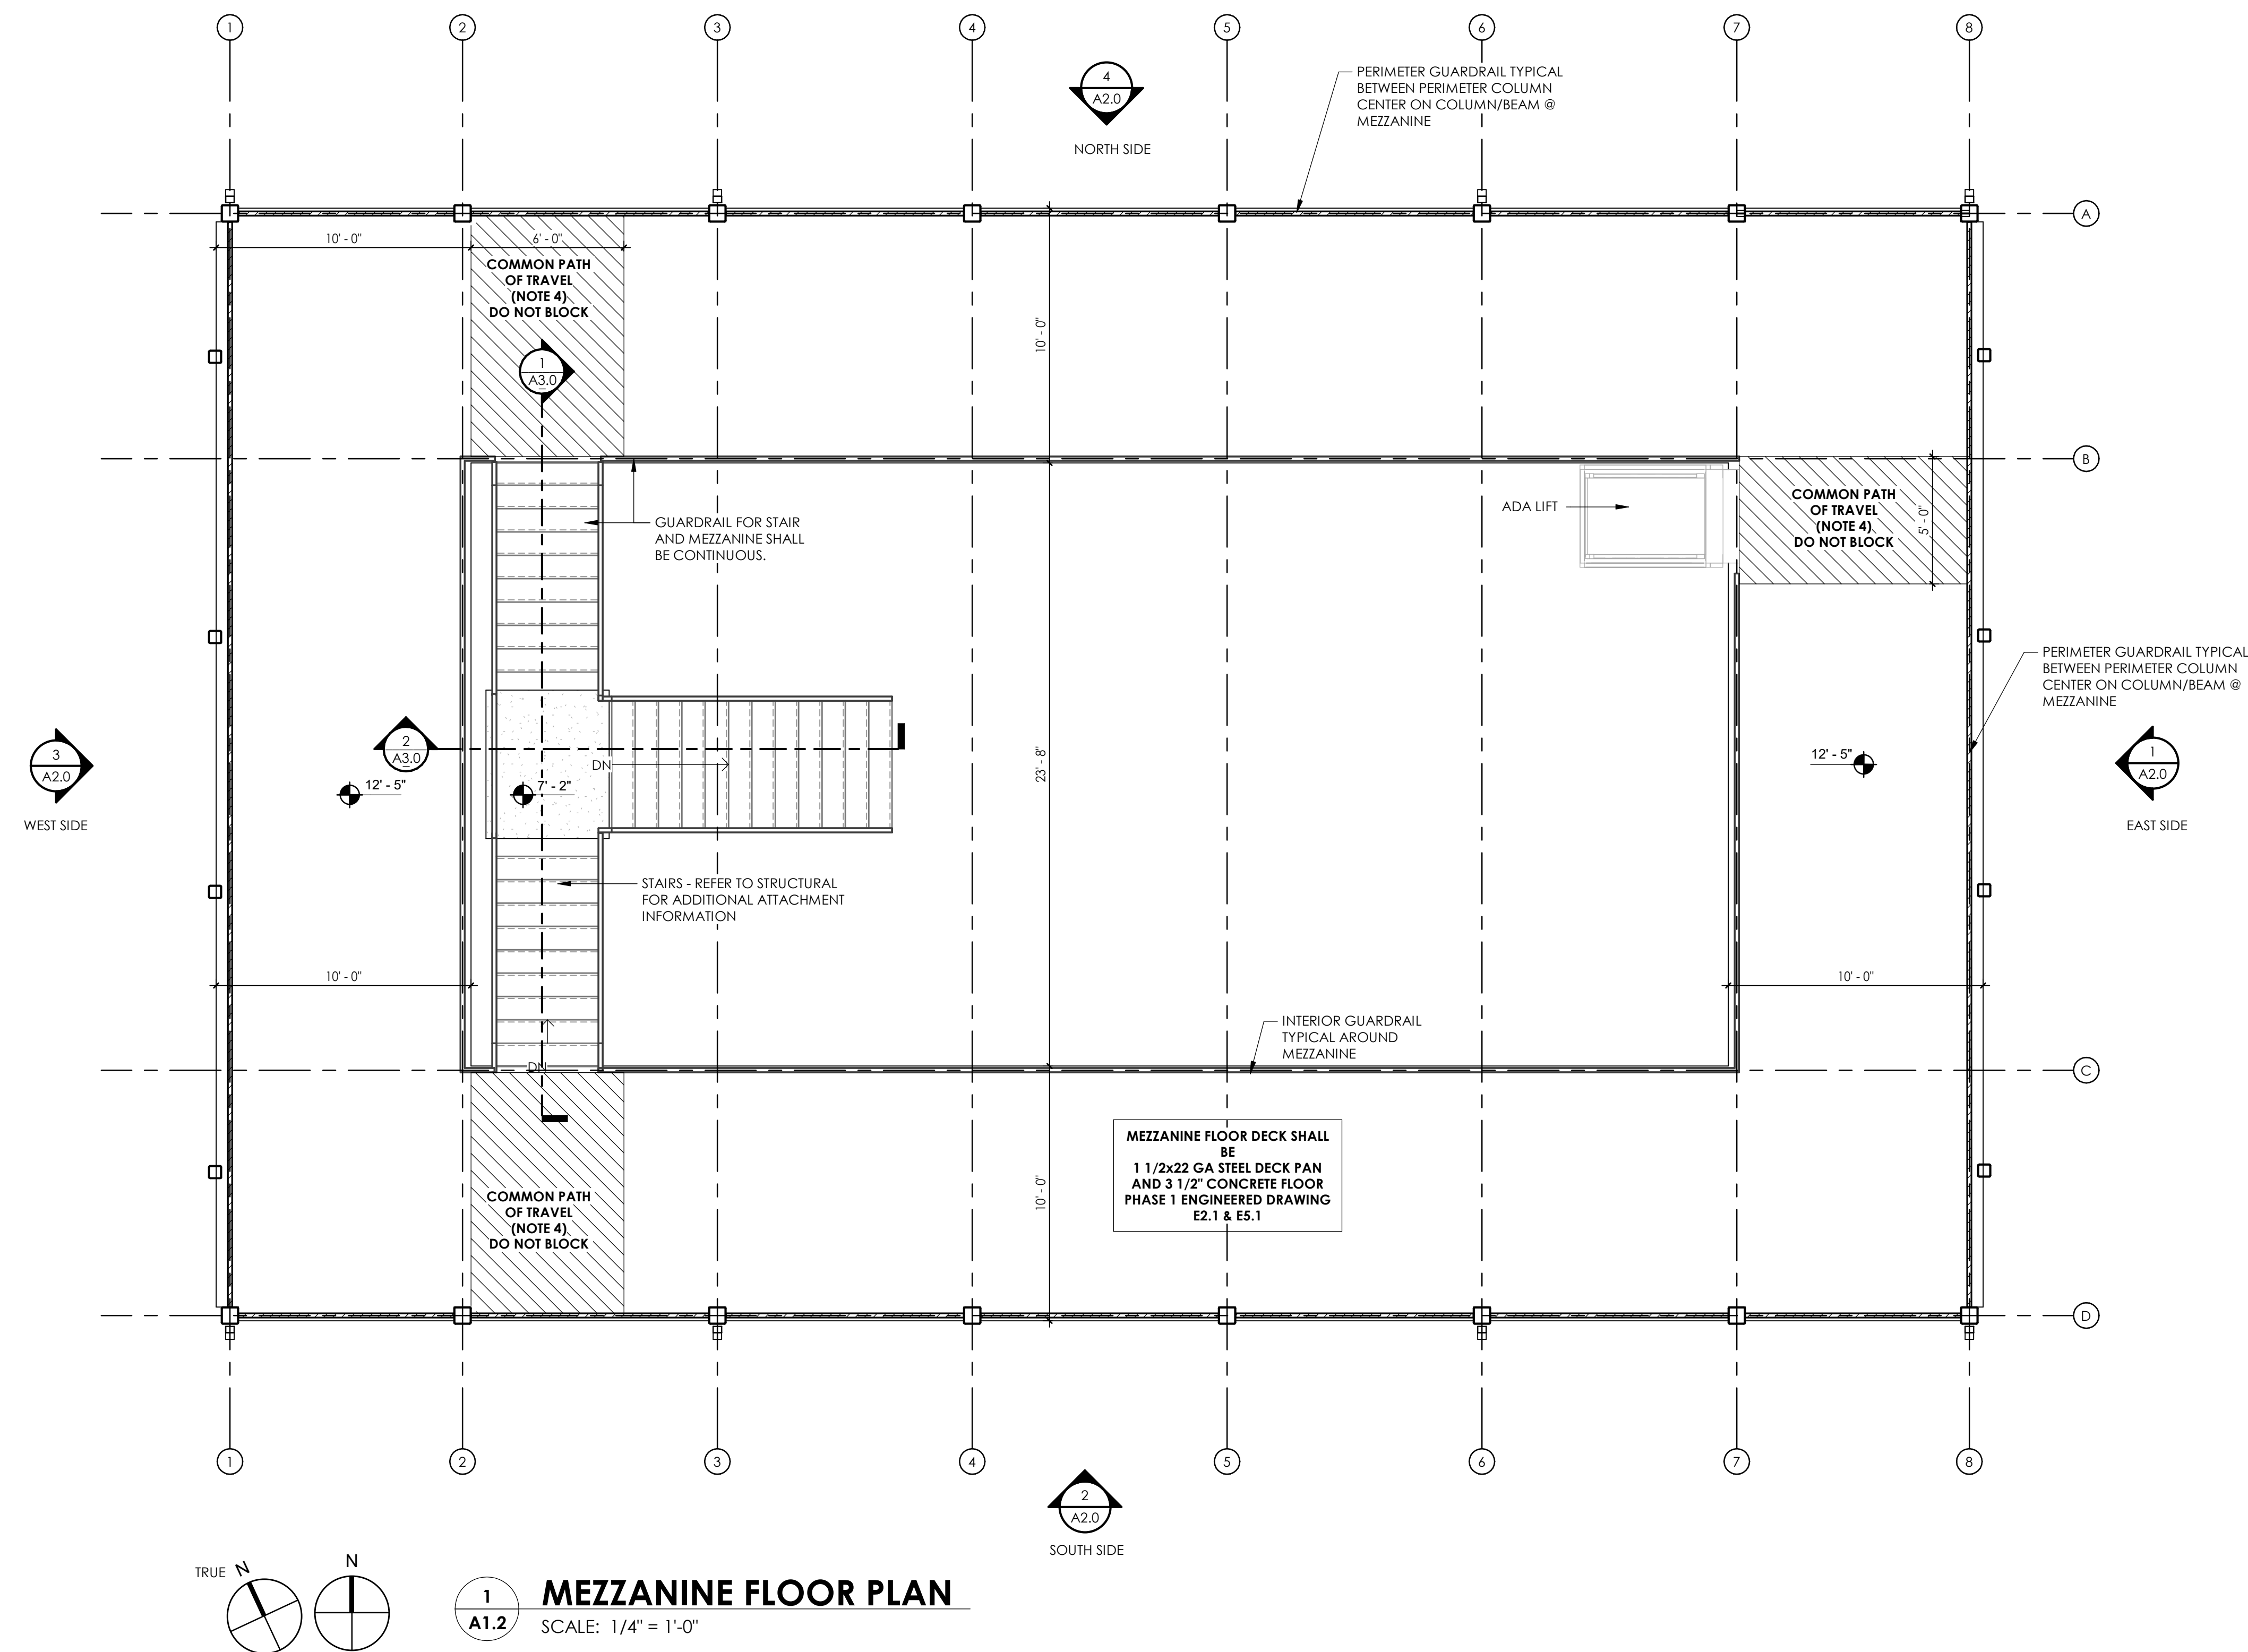 1
2
3
4
5
6
7
8
4
A2.0
NORTH SIDE
PERIMETER GUARDRAIL TYPICAL
BETWEEN PERIMETER COLUMN
CENTER ON COLUMN/BEAM @
MEZZANINE
A
10' - 0"
6' - 0"
COMMON PATH
OF TRAVEL
(NOTE 4)
DO NOT BLOCK
10' - 0"
1
A3.0
B
GUARDRAIL FOR STAIR
AND MEZZANINE SHALL
BE CONTINUOUS.
ADA LIFT
COMMON PATH
OF TRAVEL
(NOTE 4)
DO NOT BLOCK
5' - 0"
PERIMETER GUARDRAIL TYPICAL
BETWEEN PERIMETER COLUMN
CENTER ON COLUMN/BEAM @
MEZZANINE
3
A2.0
WEST SIDE
2
A3.0
12' - 5"
7' - 2"
DN
23' - 8"
12' - 5"
1
A2.0
EAST SIDE
STAIRS - REFER TO STRUCTURAL
FOR ADDITIONAL ATTACHMENT
INFORMATION
10' - 0"
10' - 0"
INTERIOR GUARDRAIL
TYPICAL AROUND
MEZZANINE
DN
C
COMMON PATH
OF TRAVEL
(NOTE 4)
DO NOT BLOCK
10' - 0"
MEZZANINE FLOOR DECK SHALL
BE
1 1/2x22 GA STEEL DECK PAN
AND 3 1/2" CONCRETE FLOOR
PHASE 1 ENGINEERED DRAWING
E2.1 & E5.1
D
1
2
3
4
5
6
7
8
2
A2.0
SOUTH SIDE
TRUE
N
N
1
A1.2
MEZZANINE FLOOR PLAN
SCALE: 1/4" = 1'-0"